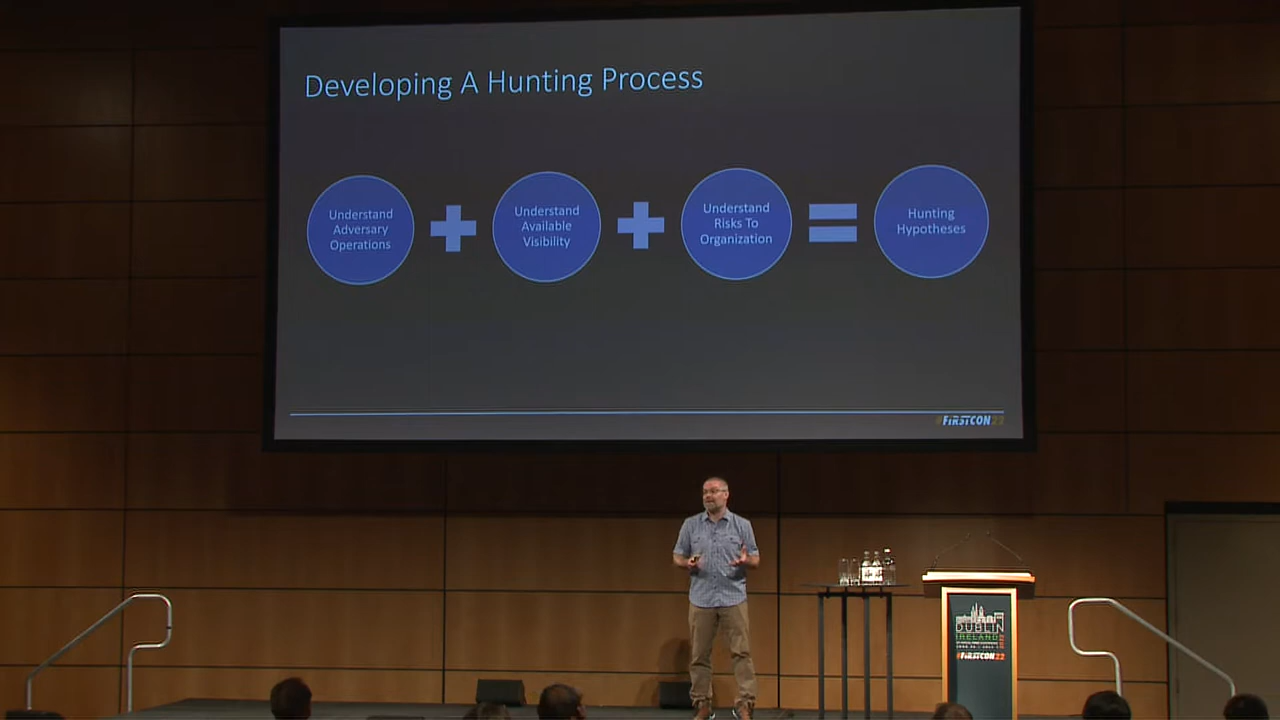 Developing A Hunting Process
Understand
Adversary
Operations
Understand
Available
Visibility
Understand
Risks To
Organization
Hunting
Hypotheses
#FIRSTCON22
DUBLIN
IRELAND
#FIRSTCON22